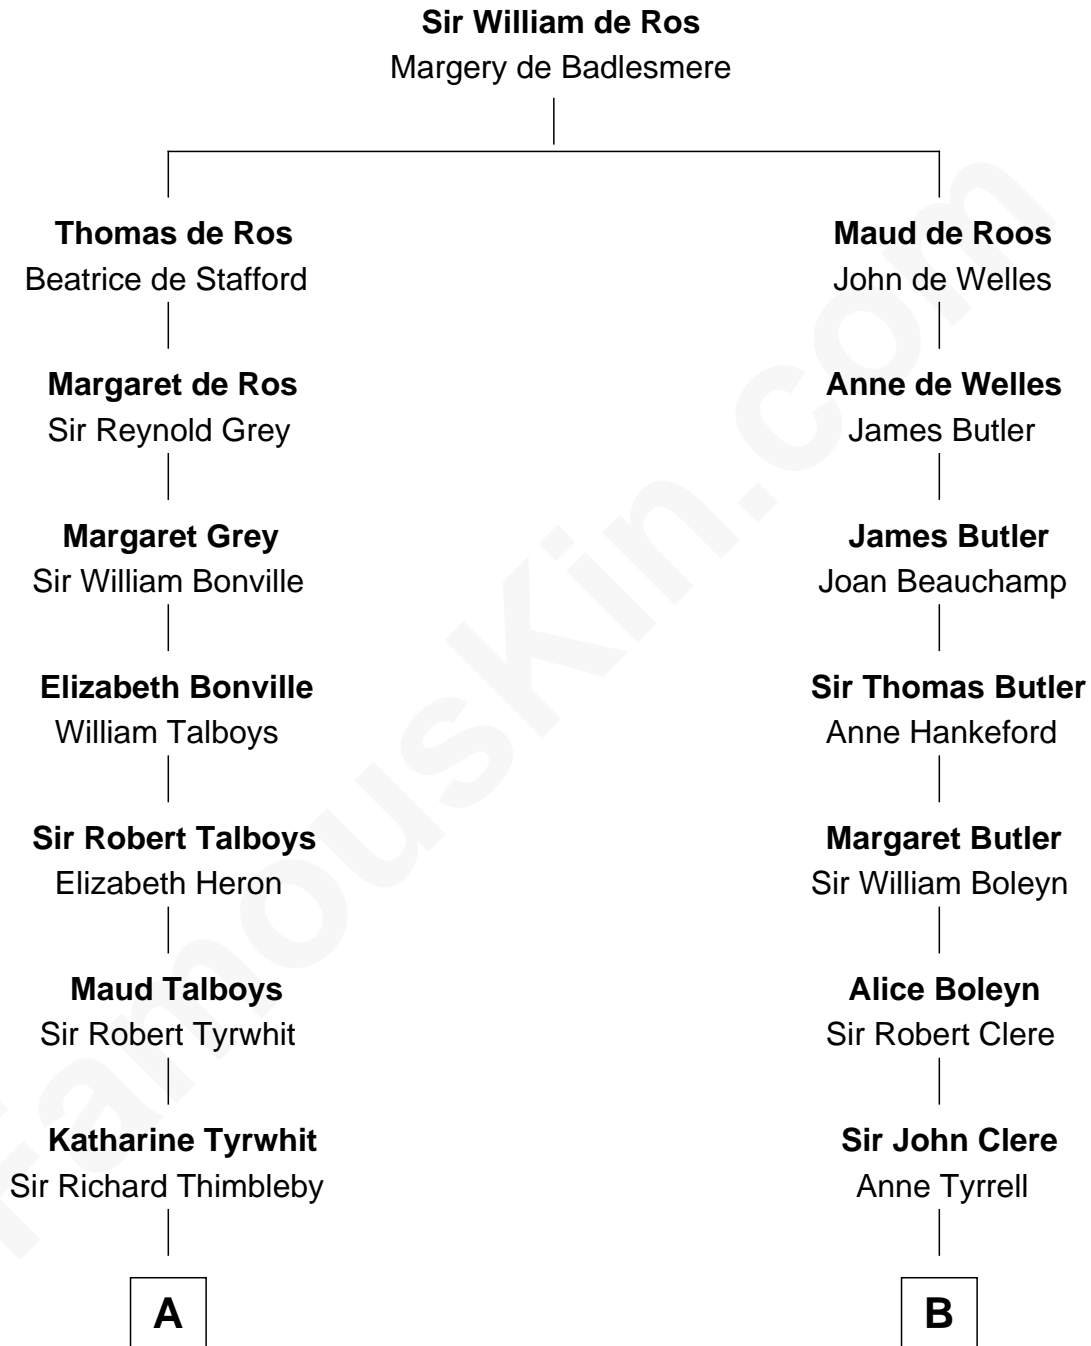 Sir William de Ros
Margery de Badlesmere
Thomas de Ros
Beatrice de Stafford
Margaret de Ros
Sir Reynold Grey
Margaret Grey
Sir William Bonville
Elizabeth Bonville
William Talboys
Sir Robert Talboys
Elizabeth Heron
Maud Talboys
Sir Robert Tyrwhit
Katharine Tyrwhit
Sir Richard Thimbleby
A
Maud de Roos
John de Welles
Anne de Welles
James Butler
James Butler
Joan Beauchamp
Sir Thomas Butler
Anne Hankeford
Margaret Butler
Sir William Boleyn
Alice Boleyn
Sir Robert Clere
Sir John Clere
Anne Tyrrell
B
FamousKin.com